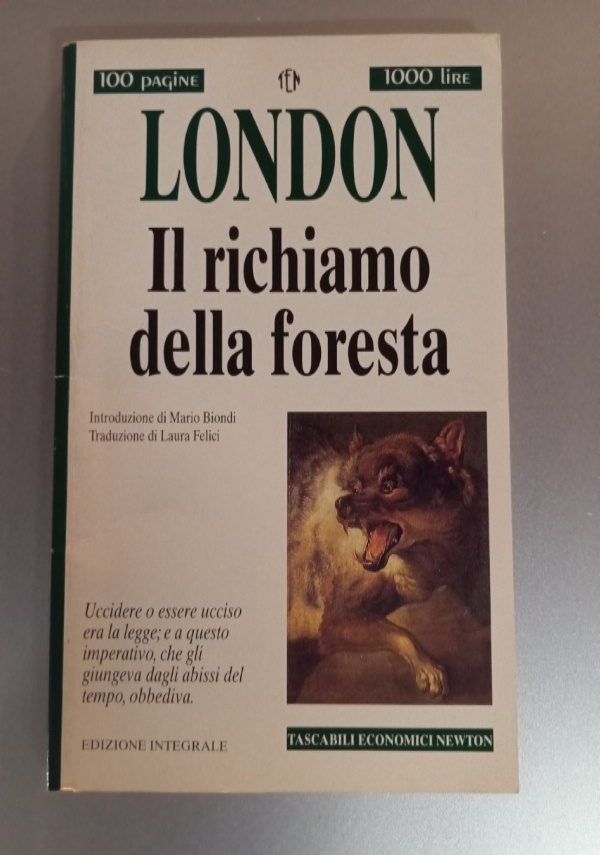 100 PAGINE
TEN
1000 LIRE
LONDON
Il richiamo
della foresta
Introduzione di Mario Biondi
Traduzione di Laura Felici
Uccidere o essere ucciso
era la legge; e a questo
imperativo, che gli
giungeva dagli abissi del
tempo, obbediva.
EDIZIONE INTEGRALE
TASCABILI ECONOMICI NEWTON